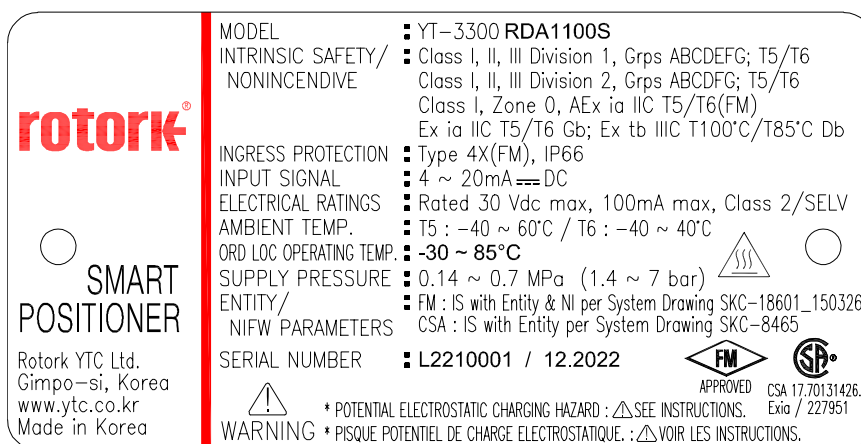 rotork®
SMART
POSITIONER
Rotork YTC Ltd.
Gimpo-si, Korea
www.ytc.co.kr
Made in Korea
MODEL : YT-3300 RDA1100S
INTRINSIC SAFETY/ : Class I, II, III Division 1, Grps ABCDEFG; T5/T6
NONINCENDIVE Class I, II, III Division 2, Grps ABCDFG; T5/T6
Class I, Zone 0, AEx ia IIC T5/T6(FM)
Ex ia IIC T5/T6 Gb; Ex tb IIIC T100°C/T85°C Db
INGRESS PROTECTION : Type 4X(FM), IP66
INPUT SIGNAL : 4 ~ 20mA ⎓ DC
ELECTRICAL RATINGS : Rated 30 Vdc max, 100mA max, Class 2/SELV
AMBIENT TEMP. : T5 : -40 ~ 60°C / T6 : -40 ~ 40°C
ORD LOC OPERATING TEMP. : -30 ~ 85°C
SUPPLY PRESSURE : 0.14 ~ 0.7 MPa (1.4 ~ 7 bar)
ENTITY/ : FM : IS with Entity & NI per System Drawing SKC-18601_150326
NIFW PARAMETERS CSA : IS with Entity per System Drawing SKC-8465
SERIAL NUMBER : L2210001 / 12.2022
FM
APPROVED
SA
CSA 17.70131426.
Exia / 227951
WARNING
* POTENTIAL ELECTROSTATIC CHARGING HAZARD : ⚠SEE INSTRUCTIONS.
* PISQUE POTENTIEL DE CHARGE ELECTROSTATIQUE. : ⚠VOIR LES INSTRUCTIONS.